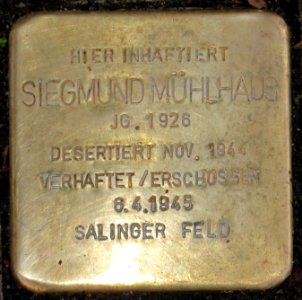 HIER INHAFTIERT
SIEGMUND MÜHLHAUS
JG. 1926
DESERTIERT NOV. 1944
VERHAFTET/ERSCHOSSEN
6.4.1945
SALINGER FELD